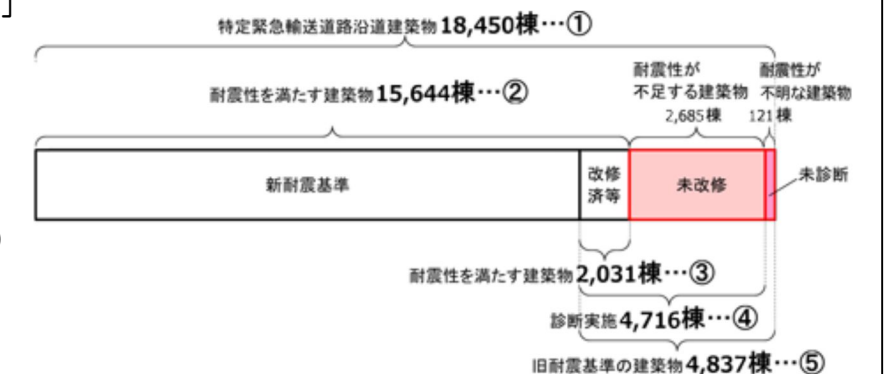 」
特定緊急輸送道路沿道建築物18,450棟…①
耐震性を満たす建築物15,644棟…②
耐震性が
不足する建築物
2,685棟
耐震性が
不明な建築物
121棟
新耐震基準
改修
済等
未改修
未診断
耐震性を満たす建築物2,031棟…③
診断実施4,716棟…④
旧耐震基準の建築物4,837棟…⑤